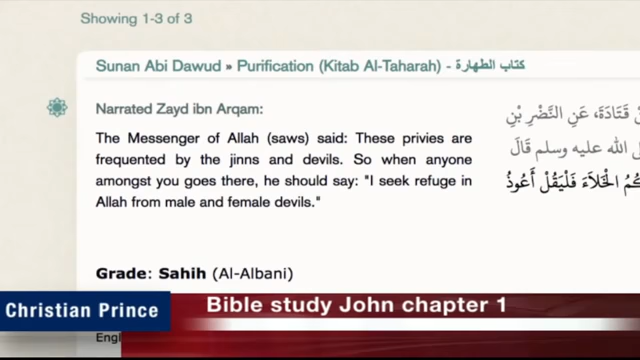 Showing 1-3 of 3
Sunan Abi Dawud » Purification (Kitab Al-Taharah) - كتاب الطهارة
Narrated Zayd ibn Arqam:
The Messenger of Allah (saws) said: These privies are
frequented by the jinns and devils. So when anyone
amongst you goes there, he should say: "I seek refuge in
Allah from male and female devils."
قَتَادَةَ، عَنِ النَّضْرِ بْنِ
الله عليه وسلم قَالَ
الْخَلاَءَ فَلْيَقُلْ أَعُوذُ
Grade: Sahih (Al-Albani)
Christian Prince
Bible study John chapter 1
Engl